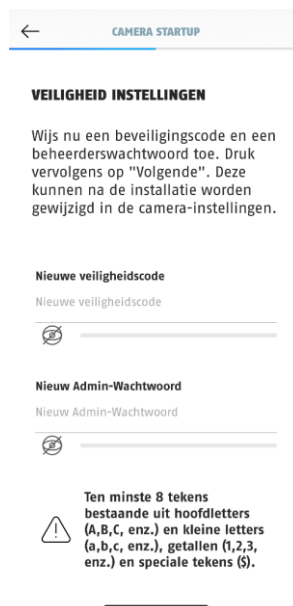 CAMERA STARTUP
VEILIGHEID INSTELLINGEN
Wijs nu een beveiligingscode en een
beheerderswachtwoord toe. Druk
vervolgens op "Volgende". Deze
kunnen na de installatie worden
gewijzigd in de camera-instellingen.
Nieuwe veiligheidscode
Nieuwe veiligheidscode
Nieuw Admin-Wachtwoord
Nieuw Admin-Wachtwoord
Ten minste 8 tekens
bestaande uit hoofdletters
(A,B,C, enz.) en kleine letters
(a,b,c, enz.), getallen (1,2,3,
enz.) en speciale tekens ($).